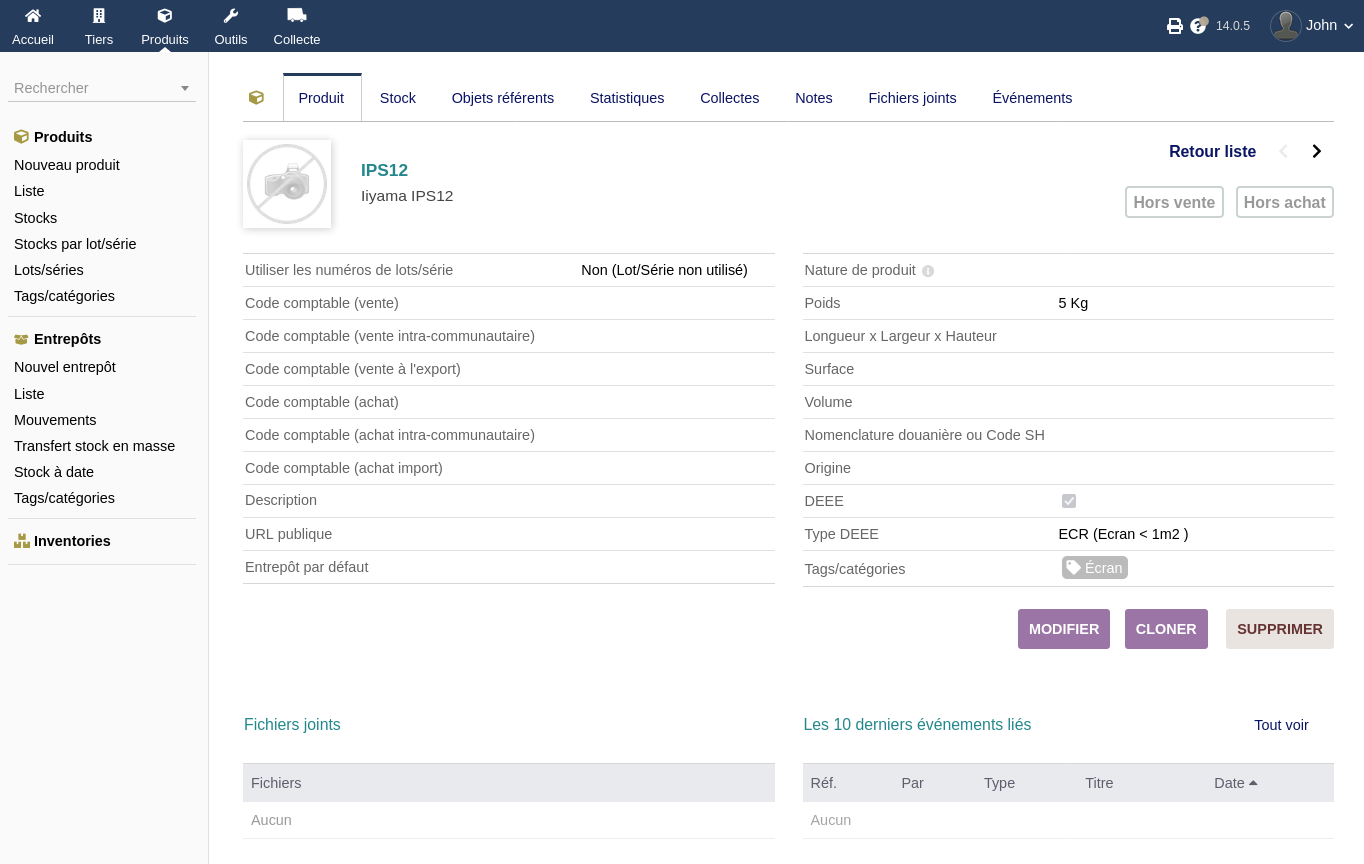 Accueil Tiers Produits Outils Collecte 14.0.5 John
Rechercher
Produits
Nouveau produit
Liste
Stocks
Stocks par lot/série
Lots/séries
Tags/catégories
Entrepôts
Nouvel entrepôt
Liste
Mouvements
Transfert stock en masse
Stock à date
Tags/catégories
Inventories
Produit Stock Objets référents Statistiques Collectes Notes Fichiers joints Événements
IPS12
Iiyama IPS12
Retour liste
Hors vente Hors achat
Utiliser les numéros de lots/série Non (Lot/Série non utilisé)
Code comptable (vente)
Code comptable (vente intra-communautaire)
Code comptable (vente à l'export)
Code comptable (achat)
Code comptable (achat intra-communautaire)
Code comptable (achat import)
Description
URL publique
Entrepôt par défaut
Nature de produit
Poids 5 Kg
Longueur x Largeur x Hauteur
Surface
Volume
Nomenclature douanière ou Code SH
Origine
DEEE
Type DEEE ECR (Ecran < 1m2 )
Tags/catégories Écran
MODIFIER CLONER SUPPRIMER
Fichiers joints
Fichiers
Aucun
Les 10 derniers événements liés Tout voir
Réf. Par Type Titre Date
Aucun